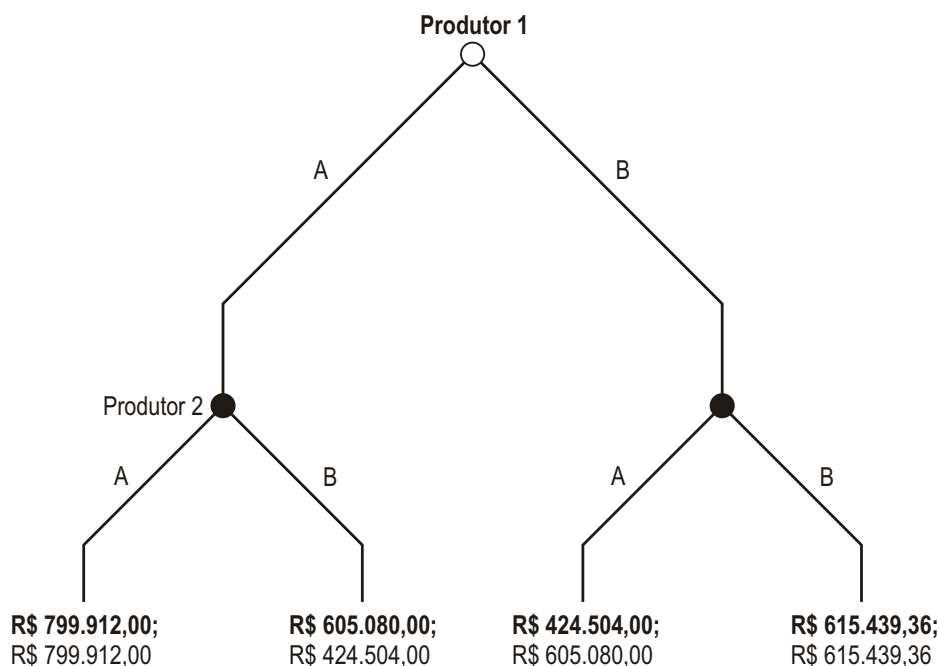 Produtor 1
A
B
Produtor 2
A
B
A
B
R$ 799.912,00; R$ 605.080,00; R$ 424.504,00; R$ 615.439,36;
R$ 799.912,00 R$ 424.504,00 R$ 605.080,00 R$ 615.439,36